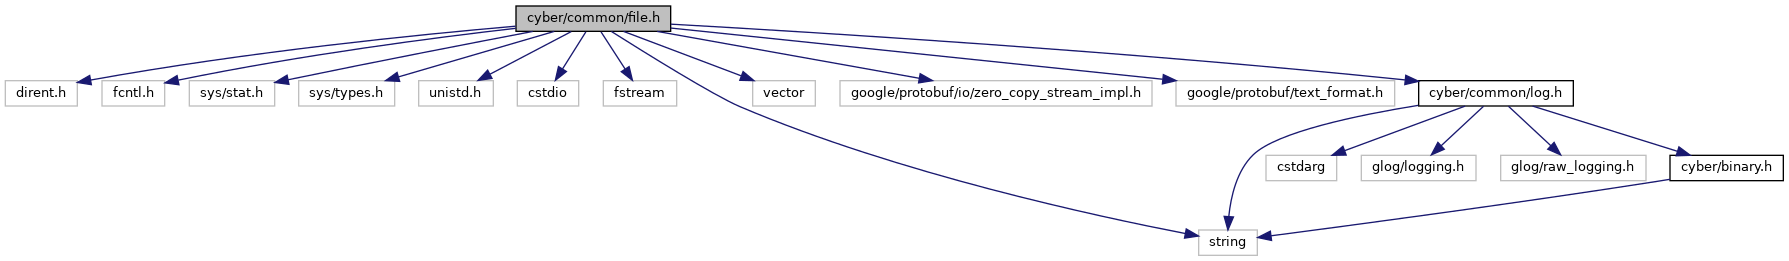 cyber/common/file.h
dirent.h
fcntl.h
sys/stat.h
sys/types.h
unistd.h
cstdio
fstream
vector
google/protobuf/io/zero_copy_stream_impl.h
google/protobuf/text_format.h
cyber/common/log.h
cstdarg
glog/logging.h
glog/raw_logging.h
cyber/binary.h
string